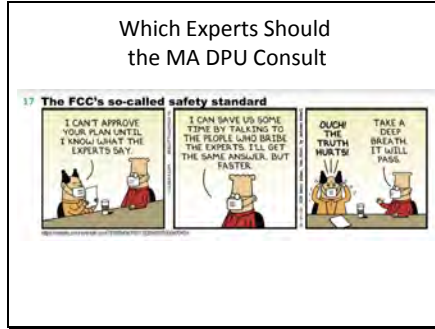 Which Experts Should
the MA DPU Consult
17 The FCC's so-called safety standard
I CAN'T APPROVE
YOUR PLAN UNTIL
I KNOW WHAT THE
EXPERTS SAY.
I CAN SAVE US SOME
TIME BY TALKING TO
THE PEOPLE WHO BRIBE
THE EXPERTS. I'LL GET
THE SAME ANSWER, BUT
FASTER.
OUCH!
THE
TRUTH
HURTS!
TAKE A
DEEP
BREATH.
IT WILL
PASS.